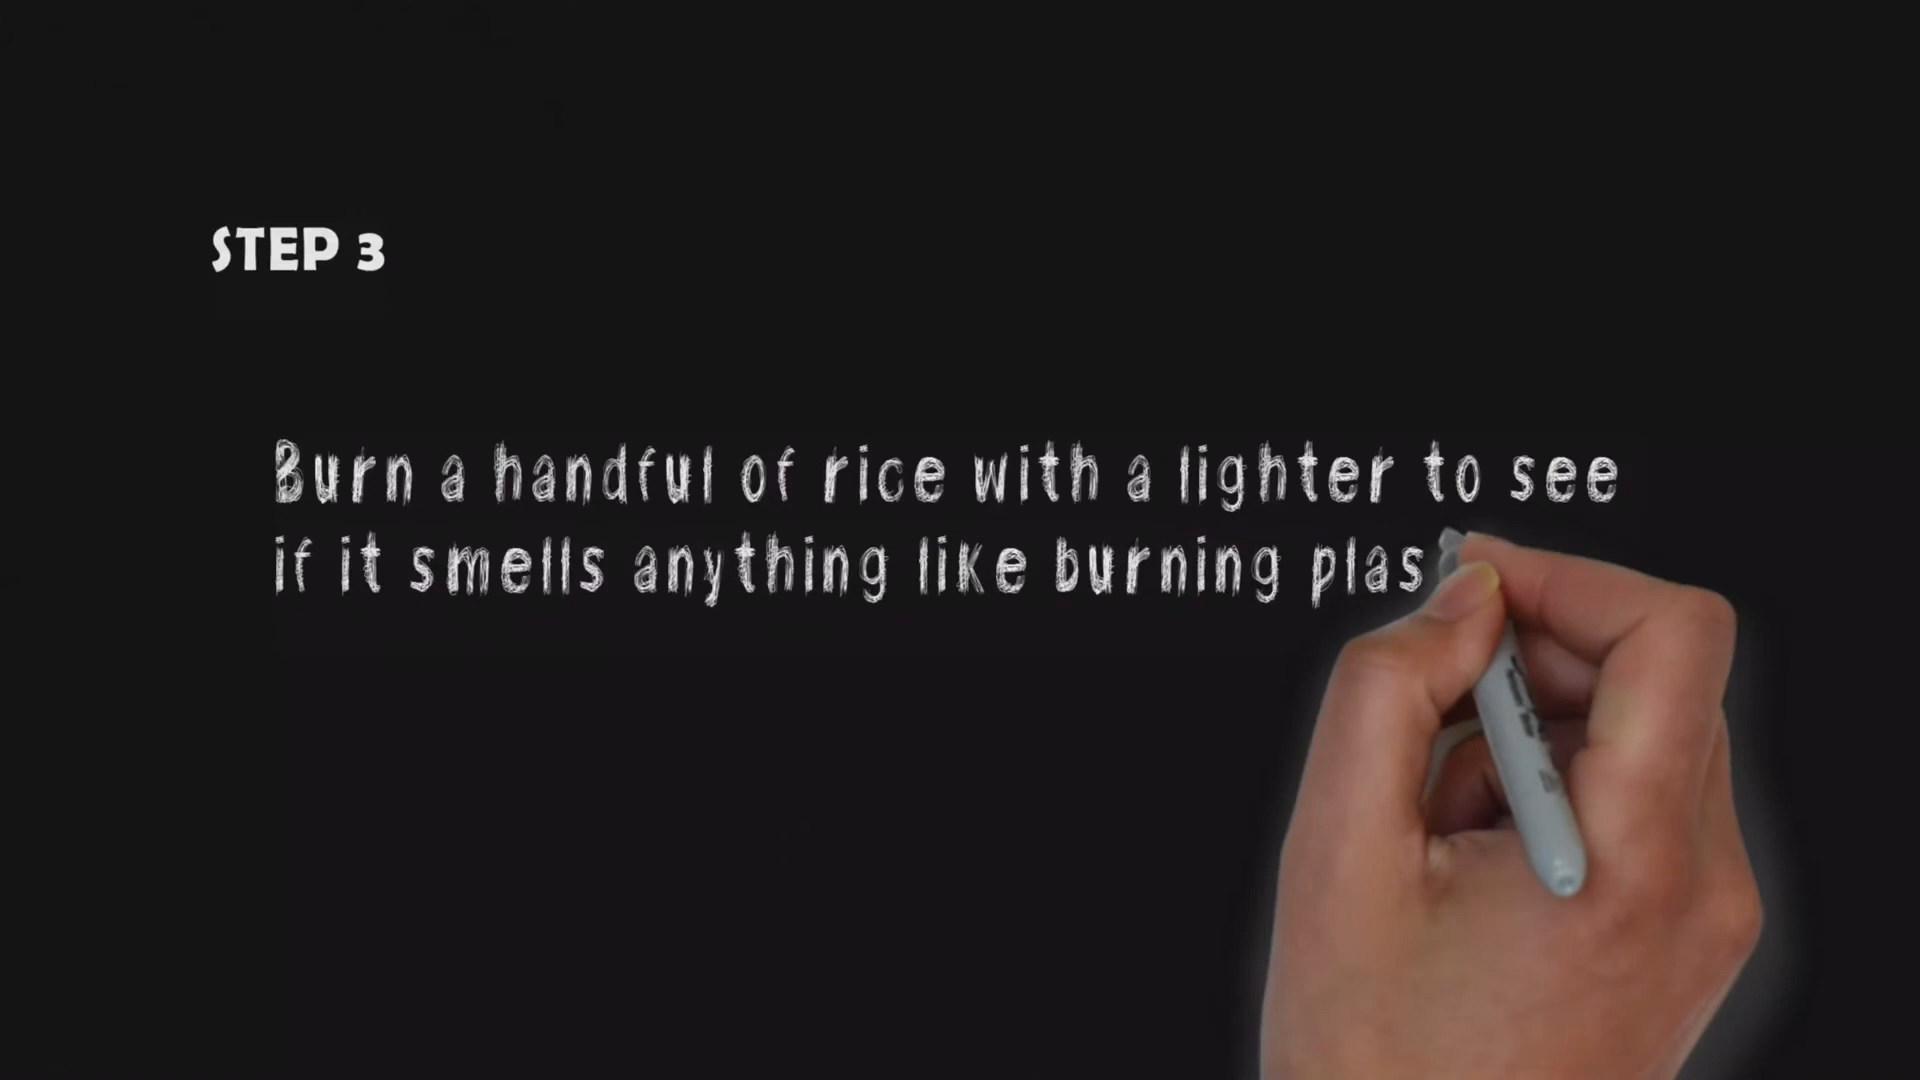 STEP 3
Burn a handful of rice with a lighter to see
if it smells anything like burning plas